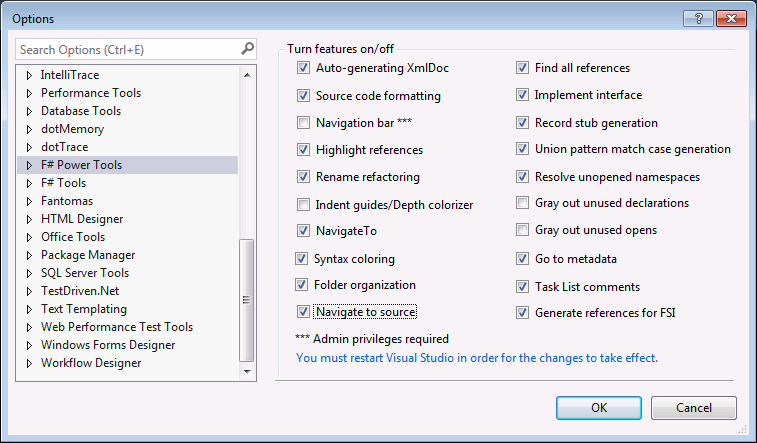 Options
Search Options (Ctrl+E)
IntelliTrace
Performance Tools
Database Tools
dotMemory
dotTrace
F# Power Tools
F# Tools
Fantomas
HTML Designer
Office Tools
Package Manager
SQL Server Tools
TestDriven.Net
Text Templating
Web Performance Test Tools
Windows Forms Designer
Workflow Designer
Turn features on/off
Auto-generating XmlDoc
Source code formatting
Navigation bar ***
Highlight references
Rename refactoring
Indent guides/Depth colorizer
NavigateTo
Syntax coloring
Folder organization
Navigate to source
Find all references
Implement interface
Record stub generation
Union pattern match case generation
Resolve unopened namespaces
Gray out unused declarations
Gray out unused opens
Go to metadata
Task List comments
Generate references for FSI
*** Admin privileges required
You must restart Visual Studio in order for the changes to take effect.
OK
Cancel